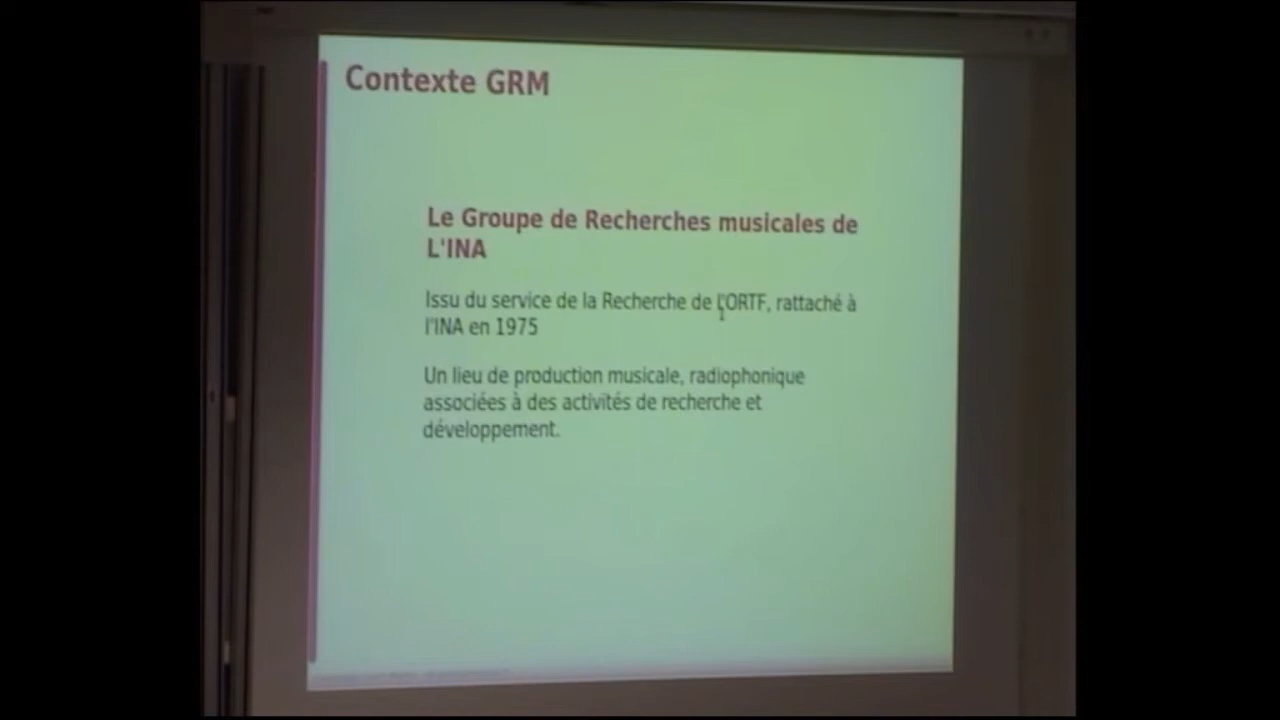 Contexte GRM
Le Groupe de Recherches musicales de
L'INA
Issu du service de la Recherche de l'ORTF, rattaché à
l'INA en 1975
Un lieu de production musicale, radiophonique
associées à des activités de recherche et
développement.